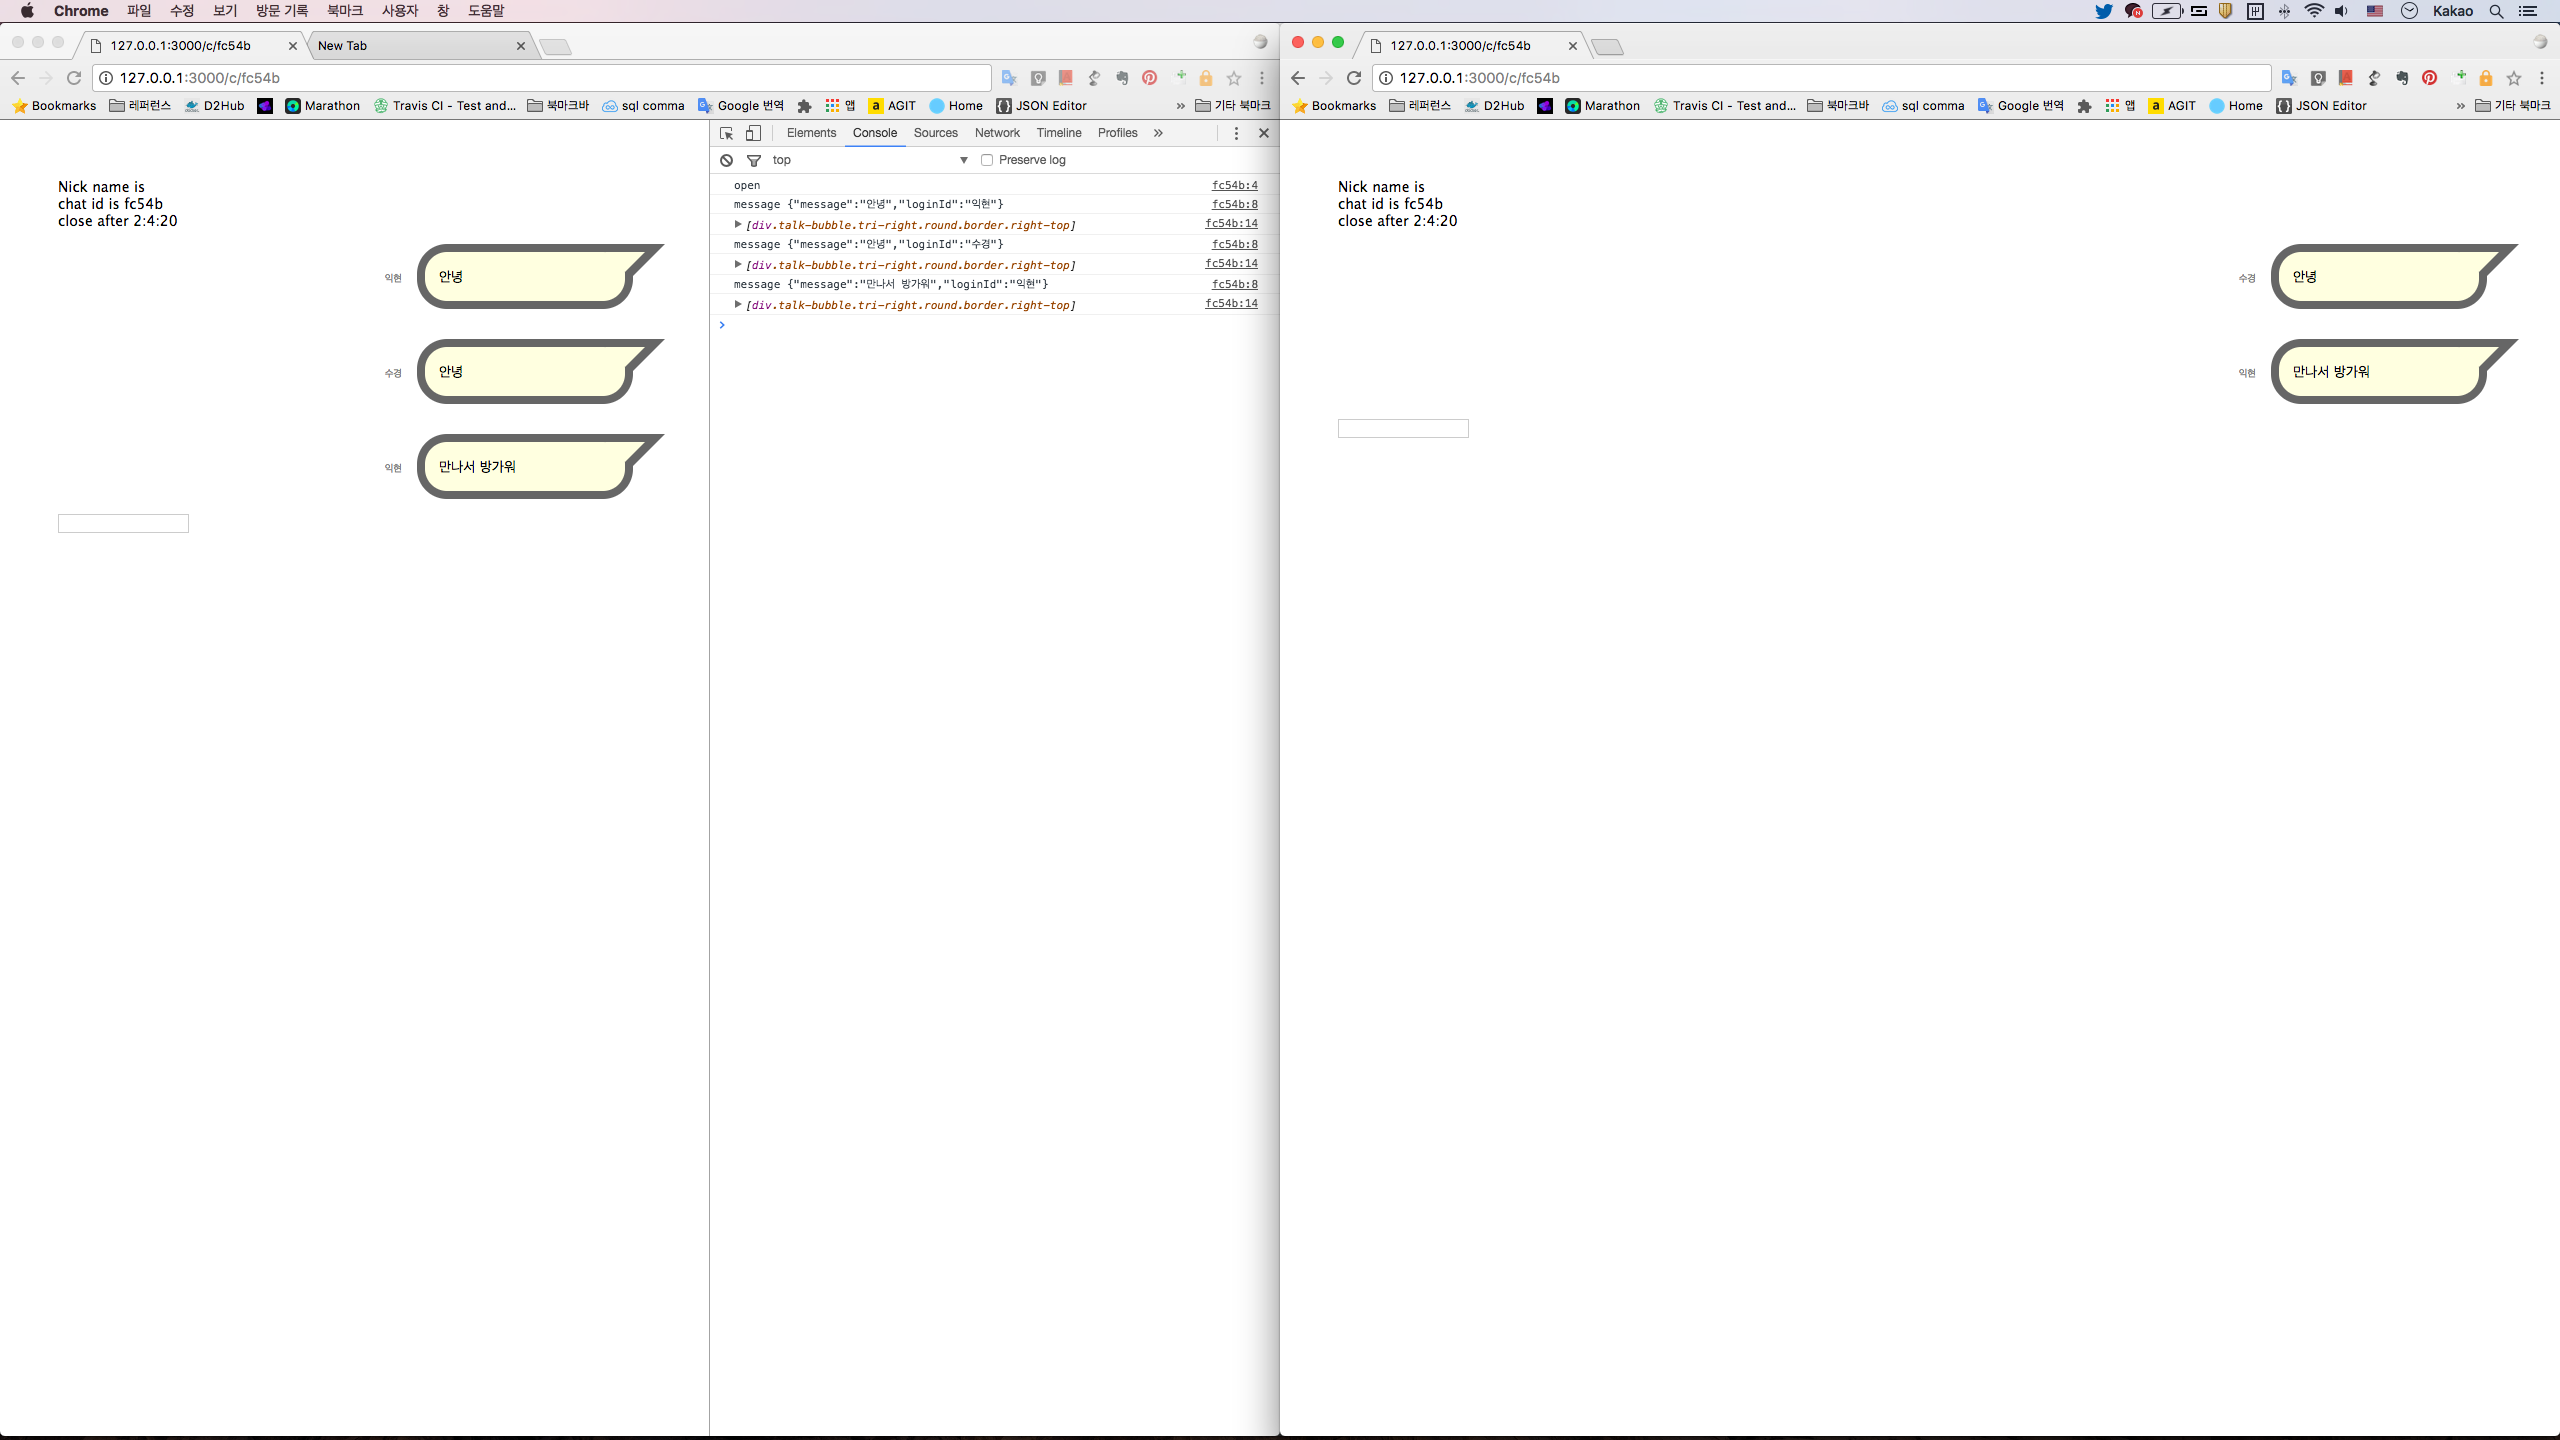 Chrome 파일 수정 보기 방문 기록 북마크 사용자 창 도움말 Kakao
127.0.0.1:3000/c/fc54b New Tab
127.0.0.1:3000/c/fc54b
Bookmarks 레퍼런스 D2Hub Marathon Travis CI - Test and... 북마크바 sql comma Google 번역 앱 a AGIT Home JSON Editor » 기타 북마크
Nick name is
chat id is fc54b
close after 2:4:20
익현 안녕
수경 안녕
익현 만나서 방가워
Elements Console Sources Network Timeline Profiles »
top Preserve log
open fc54b:4
message {"message":"안녕","loginId":"익현"} fc54b:8
[div.talk-bubble.tri-right.round.border.right-top] fc54b:14
message {"message":"안녕","loginId":"수경"} fc54b:8
[div.talk-bubble.tri-right.round.border.right-top] fc54b:14
message {"message":"만나서 방가워","loginId":"익현"} fc54b:8
[div.talk-bubble.tri-right.round.border.right-top] fc54b:14
127.0.0.1:3000/c/fc54b
127.0.0.1:3000/c/fc54b
Bookmarks 레퍼런스 D2Hub Marathon Travis CI - Test and... 북마크바 sql comma Google 번역 앱 a AGIT Home JSON Editor » 기타 북마크
Nick name is
chat id is fc54b
close after 2:4:20
수경 안녕
익현 만나서 방가워